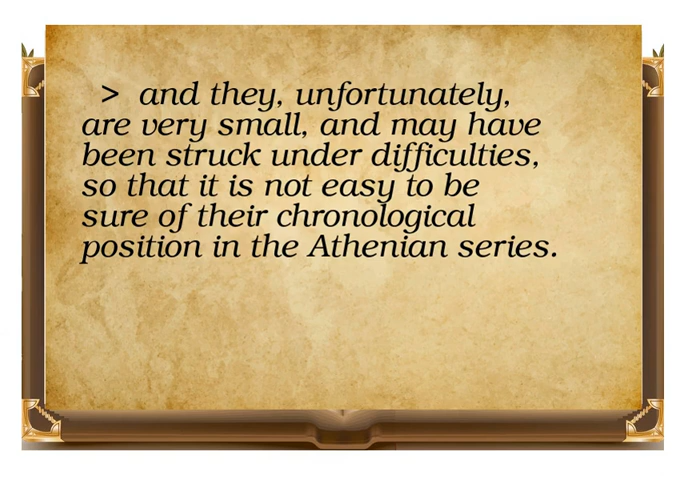 > and they, unfortunately,
are very small, and may have
been struck under difficulties,
so that it is not easy to be
sure of their chronological
position in the Athenian series.